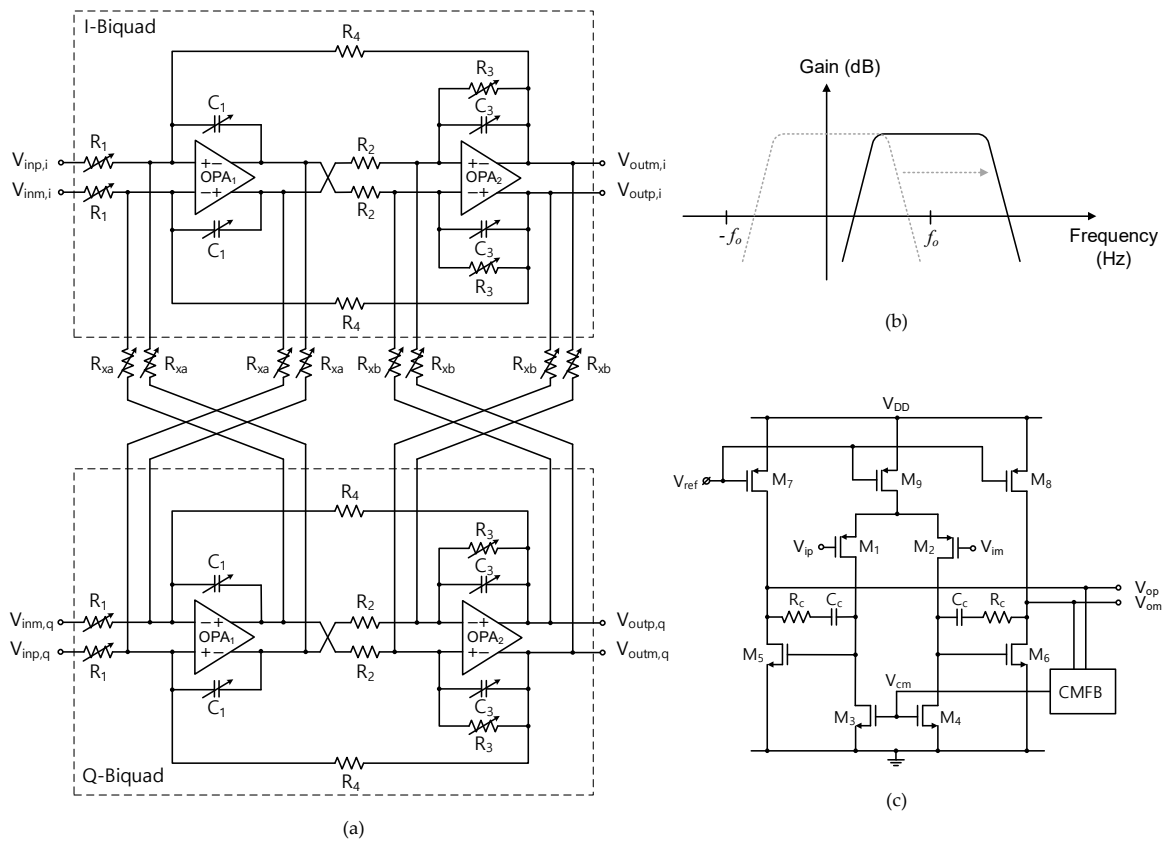 I-Biquad
R4
R3
C1
C3
R1
R2
Vinp,i
+−
OPA1
−+
+−
OPA2
−+
Voutm,i
Vinm,i
Voutp,i
R1
R2
C1
C3
R3
R4
Rxa
Rxa
Rxa
Rxa
Rxb
Rxb
Rxb
Rxb
R4
R3
C1
C3
R1
R2
Vinm,q
−+
OPA1
+−
−+
OPA2
+−
Voutp,q
Vinp,q
Voutm,q
R1
R2
C1
C3
R3
R4
Q-Biquad
(a)
Gain (dB)
- fo
fo
Frequency
(Hz)
(b)
VDD
Vref
M7
M9
M8
Vip
M1
M2
Vim
Vop
Vom
Rc
Cc
Cc
Rc
M5
M6
Vcm
CMFB
M3
M4
(c)